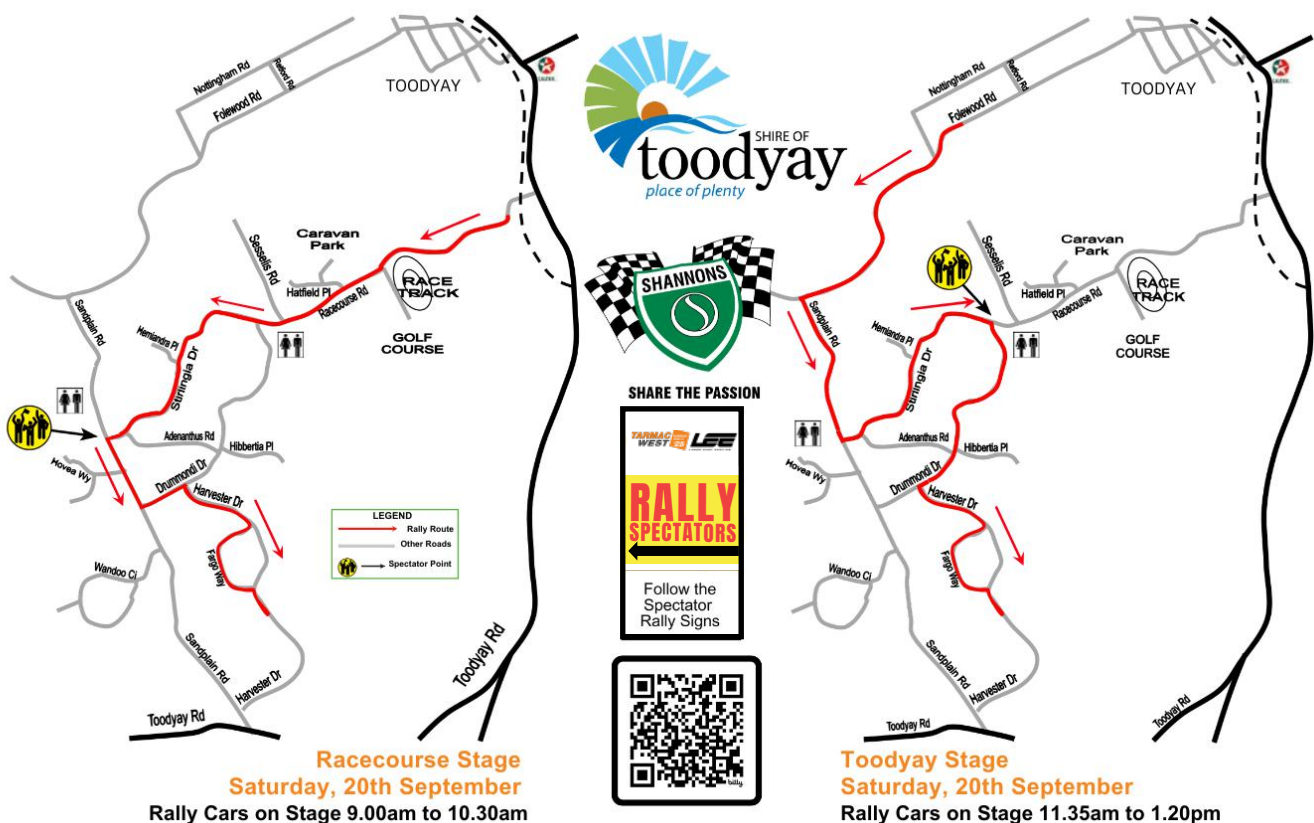 Nottingham Rd
Retford Rd
Folewood Rd
TOODYAY
CALTEX
Caravan
Park
Sesselis Rd
Hatfield Pl
Racecourse Rd
RACE
TRACK
GOLF
COURSE
Sandplain Rd
Hemiandra Pl
Stirlingia Dr
Adenanthus Rd
Hibbertia Pl
Hovea Wy
Drummondi Dr
Harvester Dr
Fargo Way
Wandoo Ci
Sandplain Rd
Harvester Dr
Toodyay Rd
Toodyay Rd
LEGEND
Rally Route
Other Roads
Spectator Point
Racecourse Stage
Saturday, 20th September
Rally Cars on Stage 9.00am to 10.30am
SHIRE OF
toodyay
place of plenty
SHANNONS
S
SHARE THE PASSION
TARMAC
WEST
25
LEE
RALLY
SPECTATORS
Follow the
Spectator
Rally Signs
bitly
Nottingham Rd
Retford Rd
Folewood Rd
TOODYAY
CALTEX
Caravan
Park
Sesselis Rd
Hatfield Pl
Racecourse Rd
RACE
TRACK
GOLF
COURSE
Sandplain Rd
Hemiandra Pl
Stirlingia Dr
Adenanthus Rd
Hibbertia Pl
Hovea Wy
Drummondi Dr
Harvester Dr
Fargo Way
Wandoo Ci
Sandplain Rd
Harvester Dr
Toodyay Rd
Toodyay Rd
Toodyay Stage
Saturday, 20th September
Rally Cars on Stage 11.35am to 1.20pm